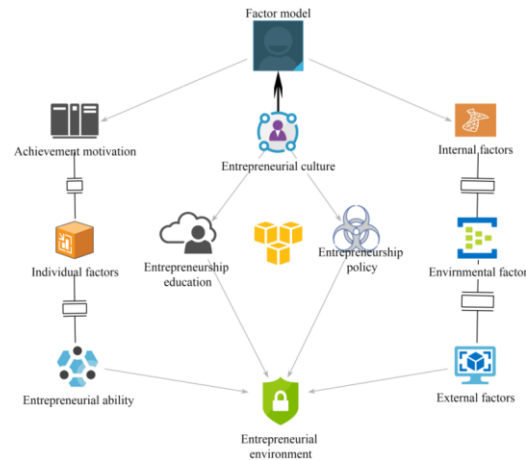 Factor model
Achievement motivation
Internal factors
Entrepreneurial culture
Individual factors
Entrepreneurship
education
Entrepreneurship
policy
Envirnmental factor
Entrepreneurial ability
External factors
Entrepreneurial
environment